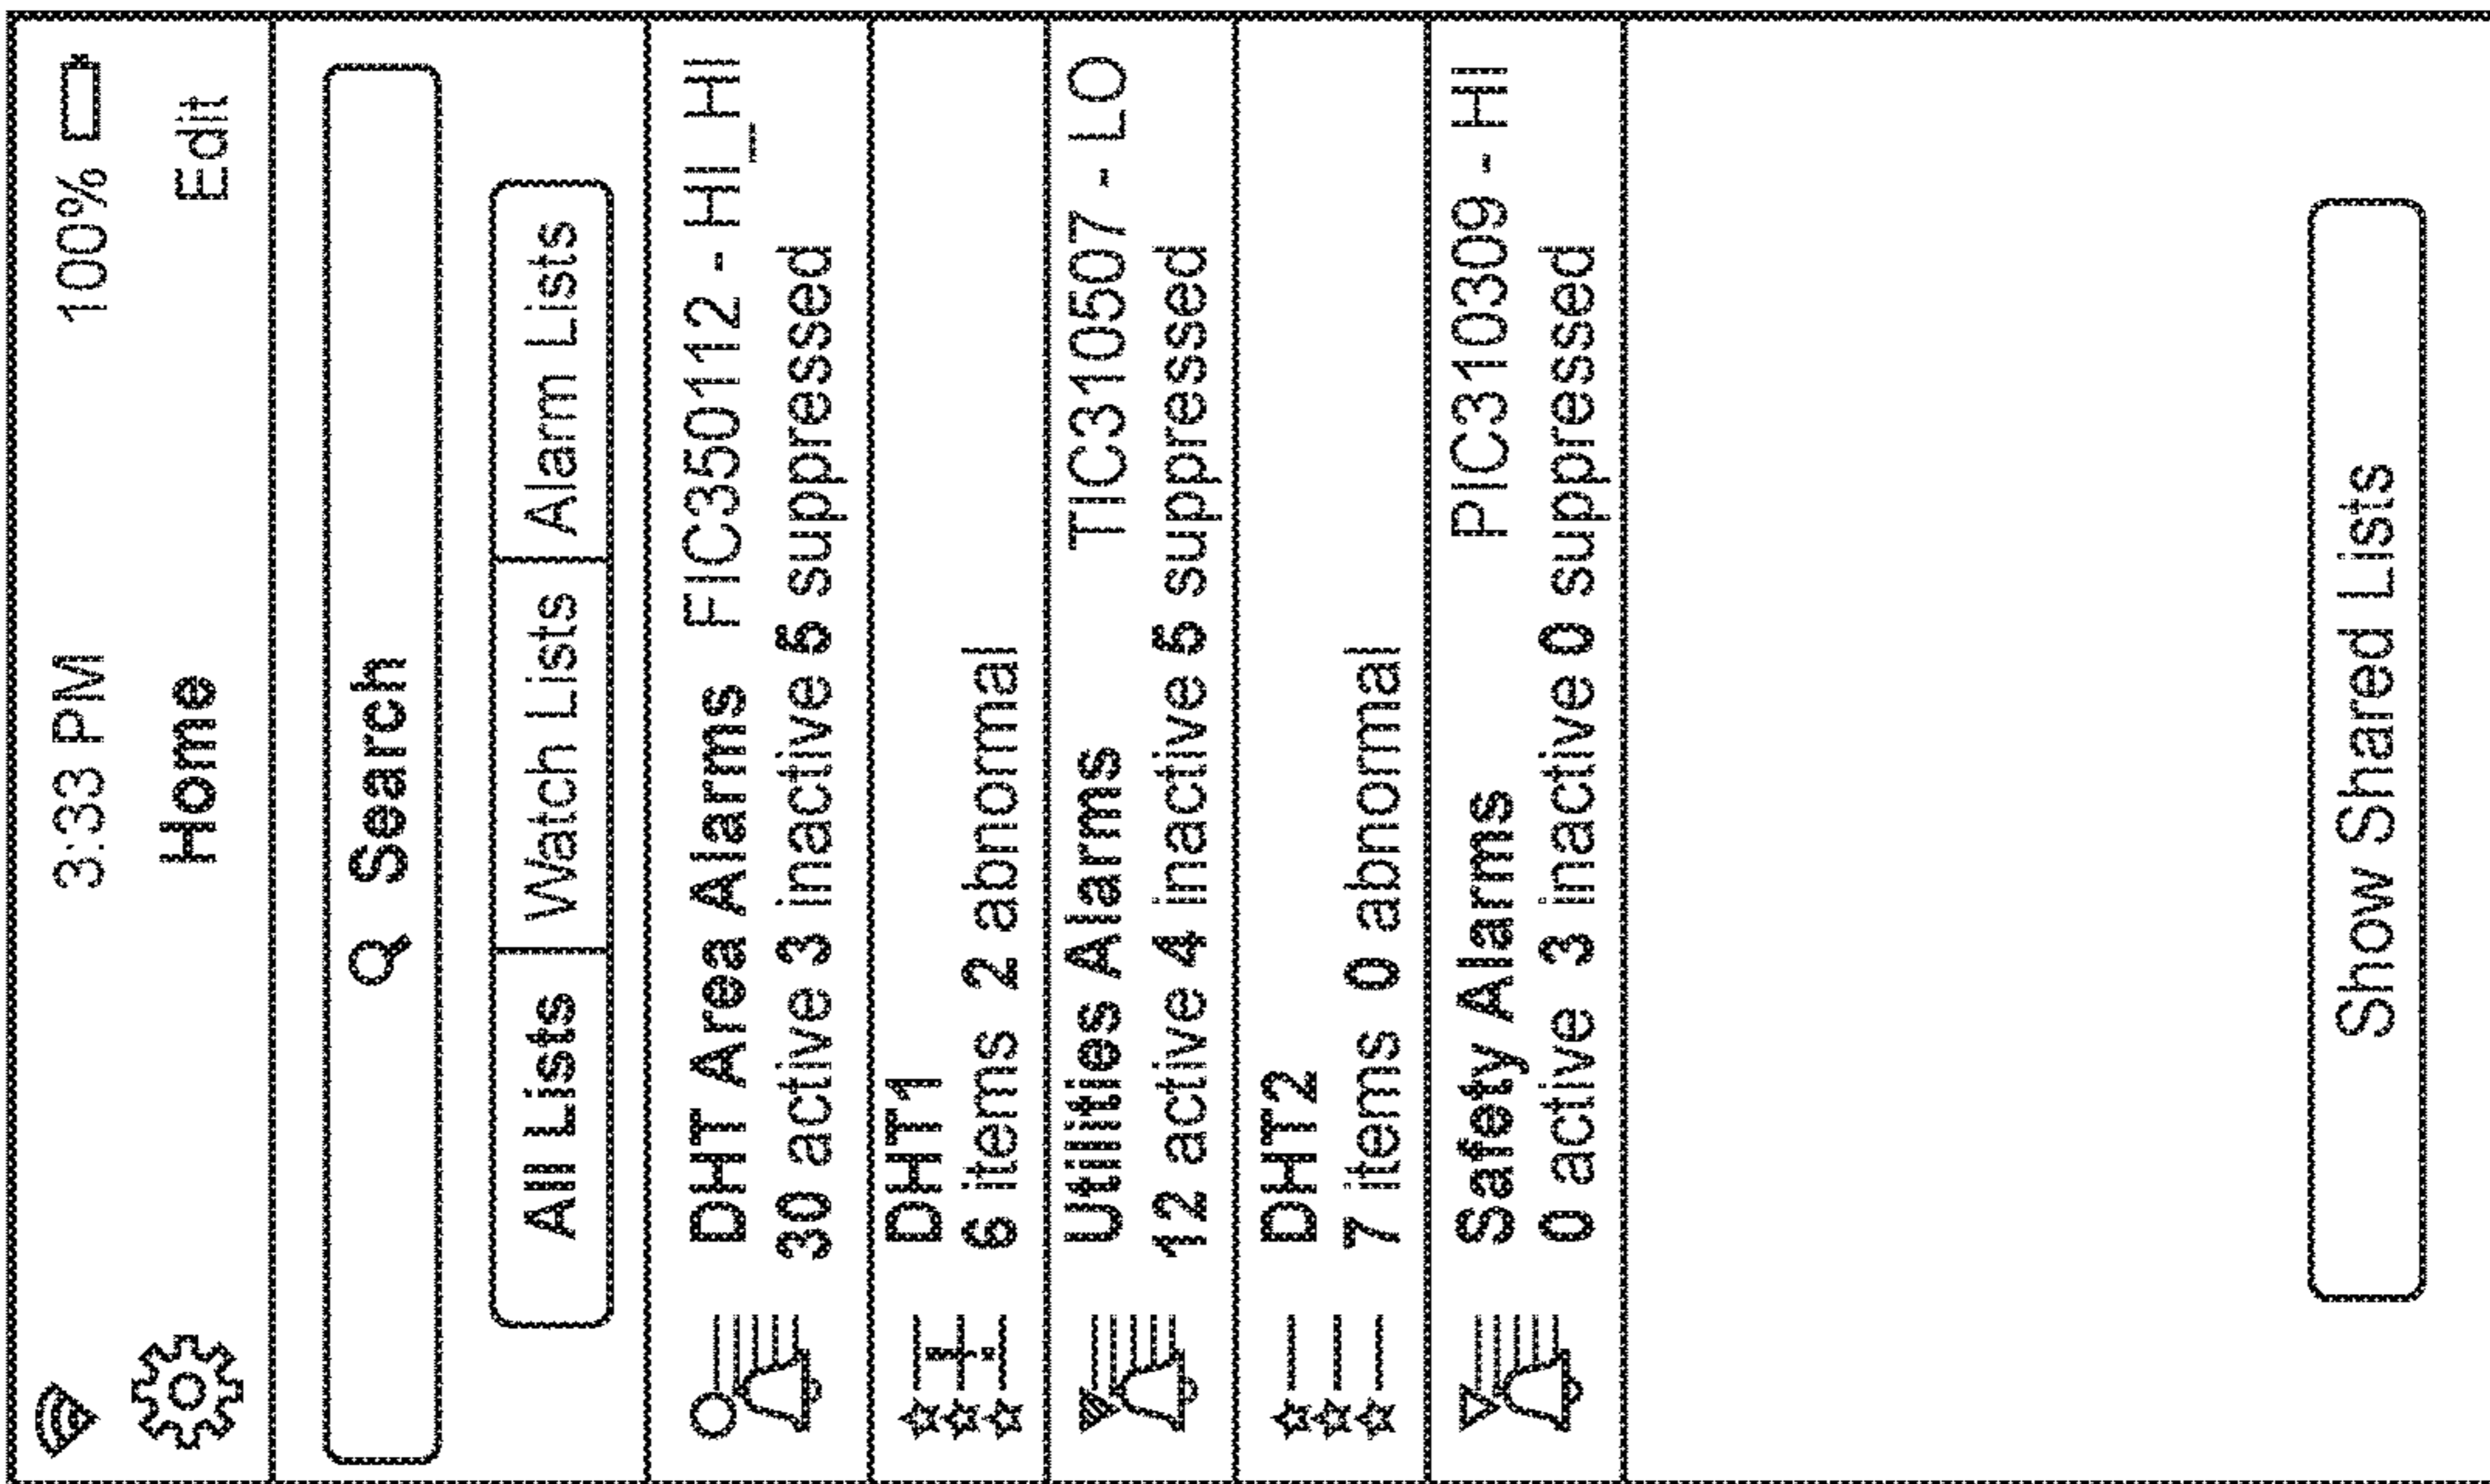 3:33 PM 100%
Home Edit
Search
All Lists Watch Lists Alarm Lists
DHT Area Alarms FIC350112 - HI_HI
30 active 3 inactive 5 suppressed
DHT1
6 items 2 abnormal
Utilities Alarms TIC310507 - LO
12 active 4 inactive 5 suppressed
DHT2
7 items 0 abnormal
Safety Alarms PIC310309 - HI
0 active 3 inactive 0 suppressed
Show Shared Lists